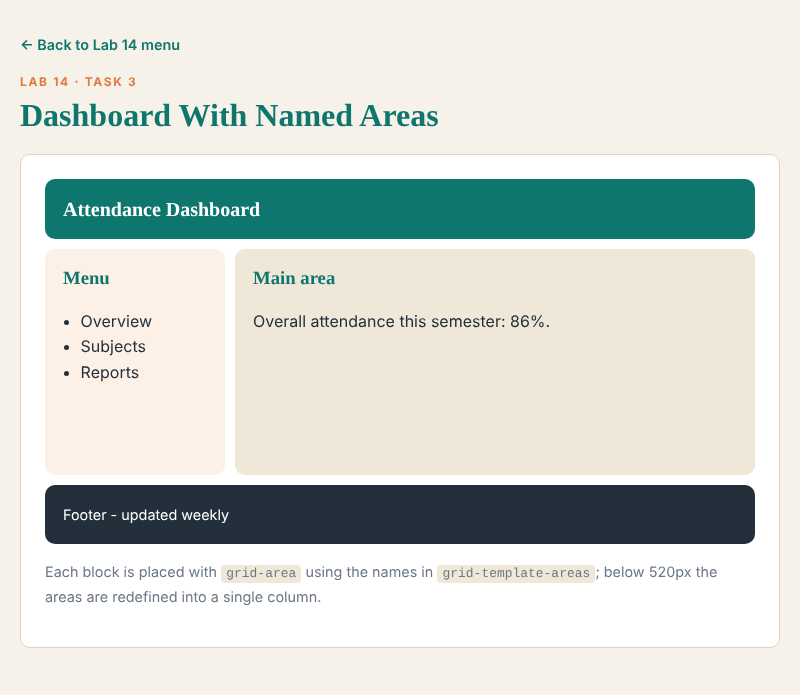 ← Back to Lab 14 menu
LAB 14 · TASK 3
Dashboard With Named Areas
Attendance Dashboard
Menu
• Overview
• Subjects
• Reports
Main area
Overall attendance this semester: 86%.
Footer - updated weekly
Each block is placed with grid-area using the names in grid-template-areas; below 520px the
areas are redefined into a single column.